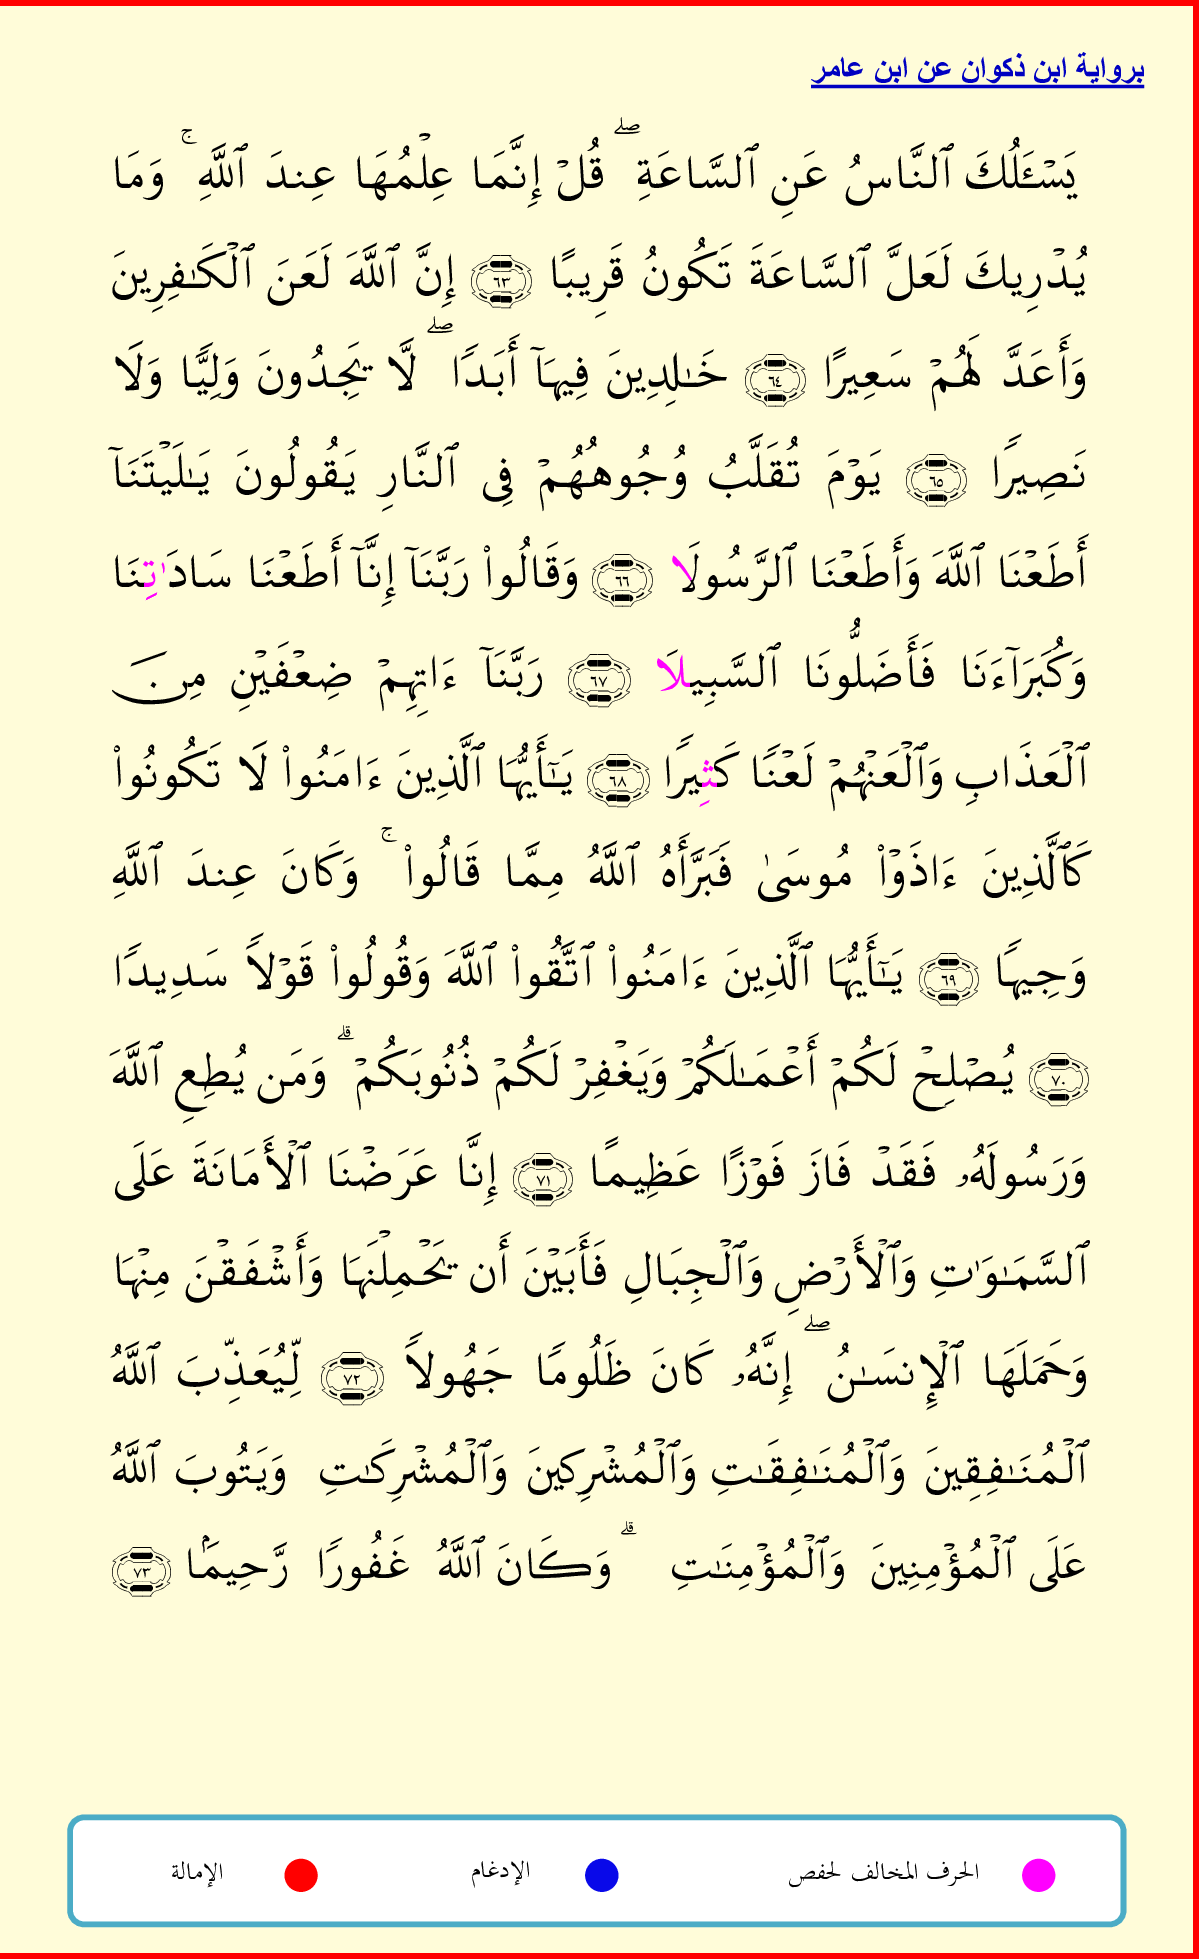 برواية ابن ذكوان عن ابن عامر
يَسْـَٔلُكَ ٱلنَّاسُ عَنِ ٱلسَّاعَةِ ۖ قُلْ إِنَّمَا عِلْمُهَا عِندَ ٱللَّهِ ۚ وَمَا
يُدْرِيكَ لَعَلَّ ٱلسَّاعَةَ تَكُونُ قَرِيبًا ٦٣ إِنَّ ٱللَّهَ لَعَنَ ٱلْكَـٰفِرِينَ
وَأَعَدَّ لَهُمْ سَعِيرًا ٦٤ خَـٰلِدِينَ فِيهَآ أَبَدًا ۖ لَّا يَجِدُونَ وَلِيًّا وَلَا
نَصِيرًا ٦٥ يَوْمَ تُقَلَّبُ وُجُوهُهُمْ فِى ٱلنَّارِ يَقُولُونَ يَـٰلَيْتَنَآ
أَطَعْنَا ٱللَّهَ وَأَطَعْنَا ٱلرَّسُولَا ٦٦ وَقَالُوا۟ رَبَّنَآ إِنَّآ أَطَعْنَا سَادَٰتِنَا
وَكُبَرَآءَنَا فَأَضَلُّونَا ٱلسَّبِيلَا ٦٧ رَبَّنَآ ءَاتِهِمْ ضِعْفَيْنِ مِنَ
ٱلْعَذَابِ وَٱلْعَنْهُمْ لَعْنًا كَثِيرًا ٦٨ يَـٰٓأَيُّهَا ٱلَّذِينَ ءَامَنُوا۟ لَا تَكُونُوا۟
كَٱلَّذِينَ ءَاذَوْا۟ مُوسَىٰ فَبَرَّأَهُ ٱللَّهُ مِمَّا قَالُوا۟ ۚ وَكَانَ عِندَ ٱللَّهِ
وَجِيهًا ٦٩ يَـٰٓأَيُّهَا ٱلَّذِينَ ءَامَنُوا۟ ٱتَّقُوا۟ ٱللَّهَ وَقُولُوا۟ قَوْلًا سَدِيدًا
٧٠ يُصْلِحْ لَكُمْ أَعْمَـٰلَكُمْ وَيَغْفِرْ لَكُمْ ذُنُوبَكُمْ ۗ وَمَن يُطِعِ ٱللَّهَ
وَرَسُولَهُۥ فَقَدْ فَازَ فَوْزًا عَظِيمًا ٧١ إِنَّا عَرَضْنَا ٱلْأَمَانَةَ عَلَى
ٱلسَّمَـٰوَٰتِ وَٱلْأَرْضِ وَٱلْجِبَالِ فَأَبَيْنَ أَن يَحْمِلْنَهَا وَأَشْفَقْنَ مِنْهَا
وَحَمَلَهَا ٱلْإِنسَـٰنُ ۖ إِنَّهُۥ كَانَ ظَلُومًا جَهُولًا ٧٢ لِّيُعَذِّبَ ٱللَّهُ
ٱلْمُنَـٰفِقِينَ وَٱلْمُنَـٰفِقَـٰتِ وَٱلْمُشْرِكِينَ وَٱلْمُشْرِكَـٰتِ وَيَتُوبَ ٱللَّهُ
عَلَى ٱلْمُؤْمِنِينَ وَٱلْمُؤْمِنَـٰتِ ۗ وَكَانَ ٱللَّهُ غَفُورًا رَّحِيمًۢا ٧٣
الحرف المخالف لحفص الإدغام الإمالة